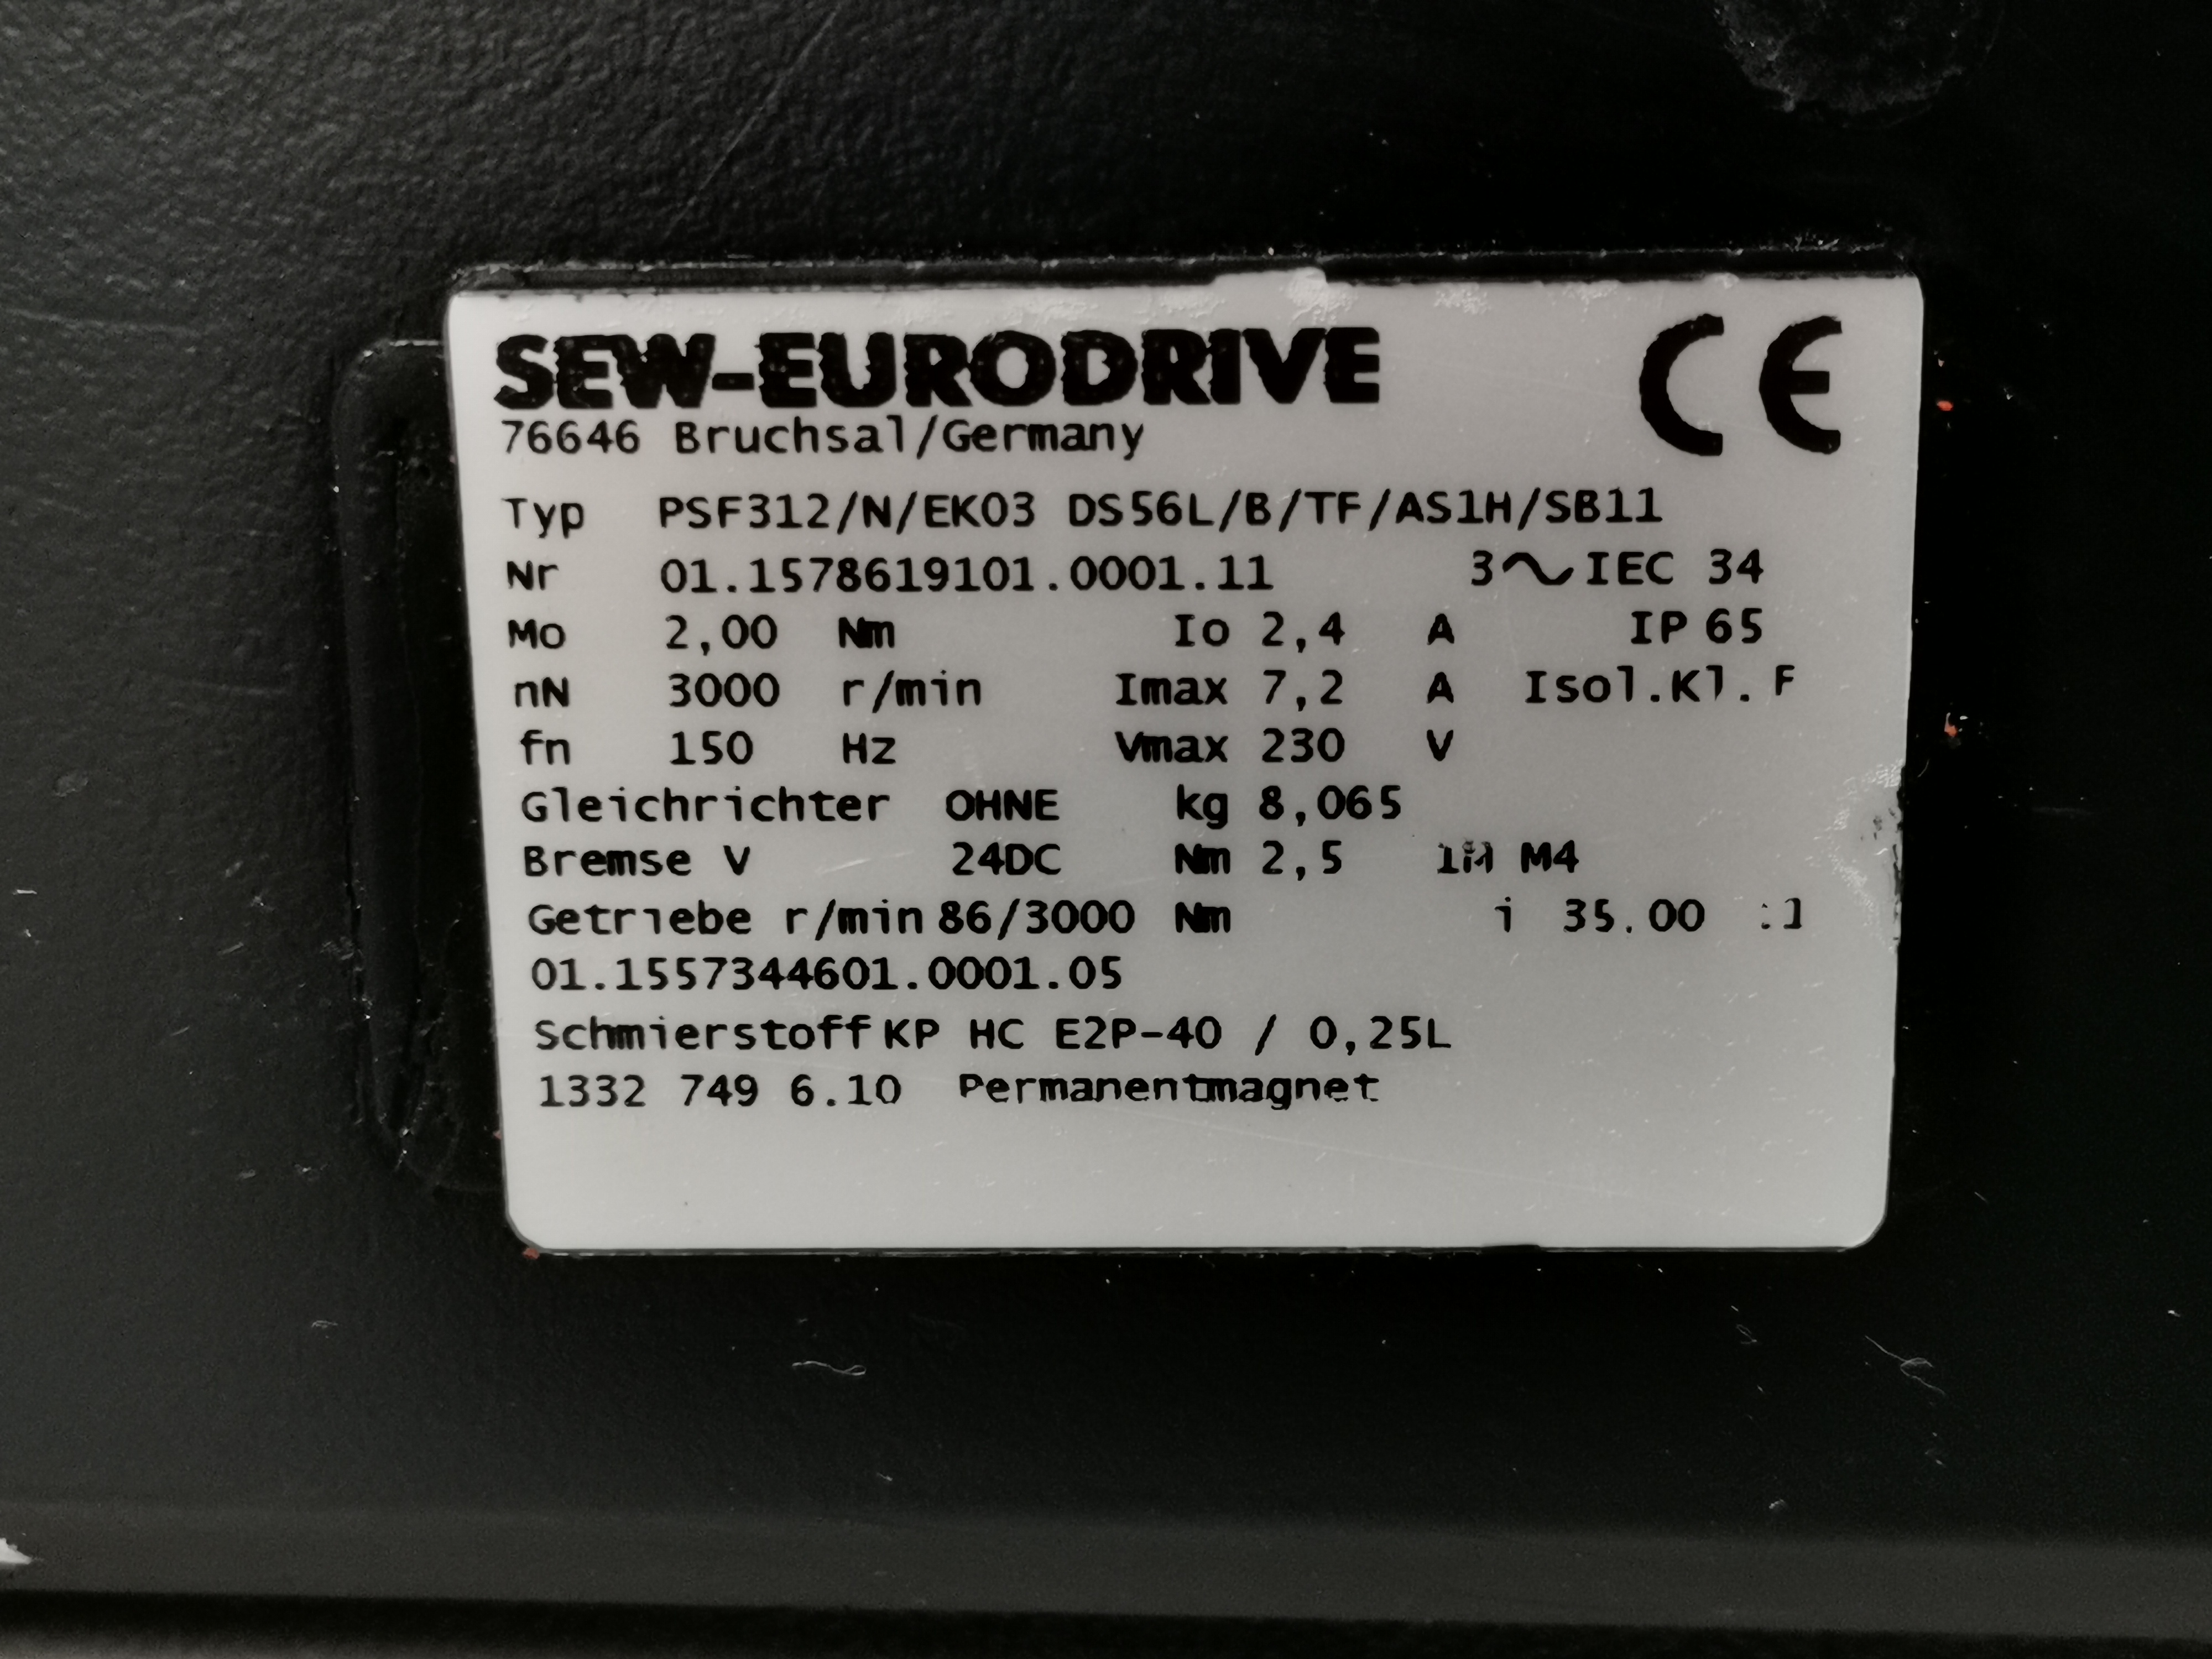 SEW-EURODRIVE CE
76646 Bruchsal/Germany
Typ PSF312/N/EK03 DS56L/B/TF/AS1H/SB11
Nr 01.1578619101.0001.11 3~IEC 34
Mo 2,00 Nm Io 2,4 A IP 65
nN 3000 r/min Imax 7,2 A Isol.Kl. F
fn 150 Hz Vmax 230 V
Gleichrichter OHNE kg 8,065
Bremse V 24DC Nm 2,5 M4
Getriebe r/min 86/3000 Nm i 35.00 :1
01.1557344601.0001.05
Schmierstoff KP HC E2P-40 / 0,25L
1332 749 6.10 Permanentmagnet